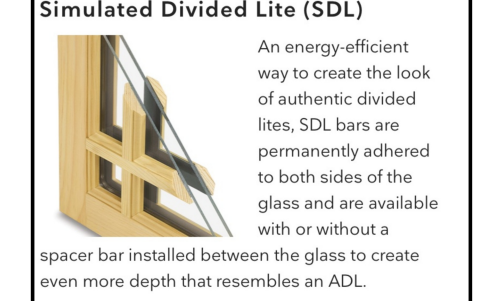 Simulated Divided Lite (SDL)
An energy-efficient
way to create the look
of authentic divided
lites, SDL bars are
permanently adhered
to both sides of the
glass and are available
with or without a
spacer bar installed between the glass to create
even more depth that resembles an ADL.